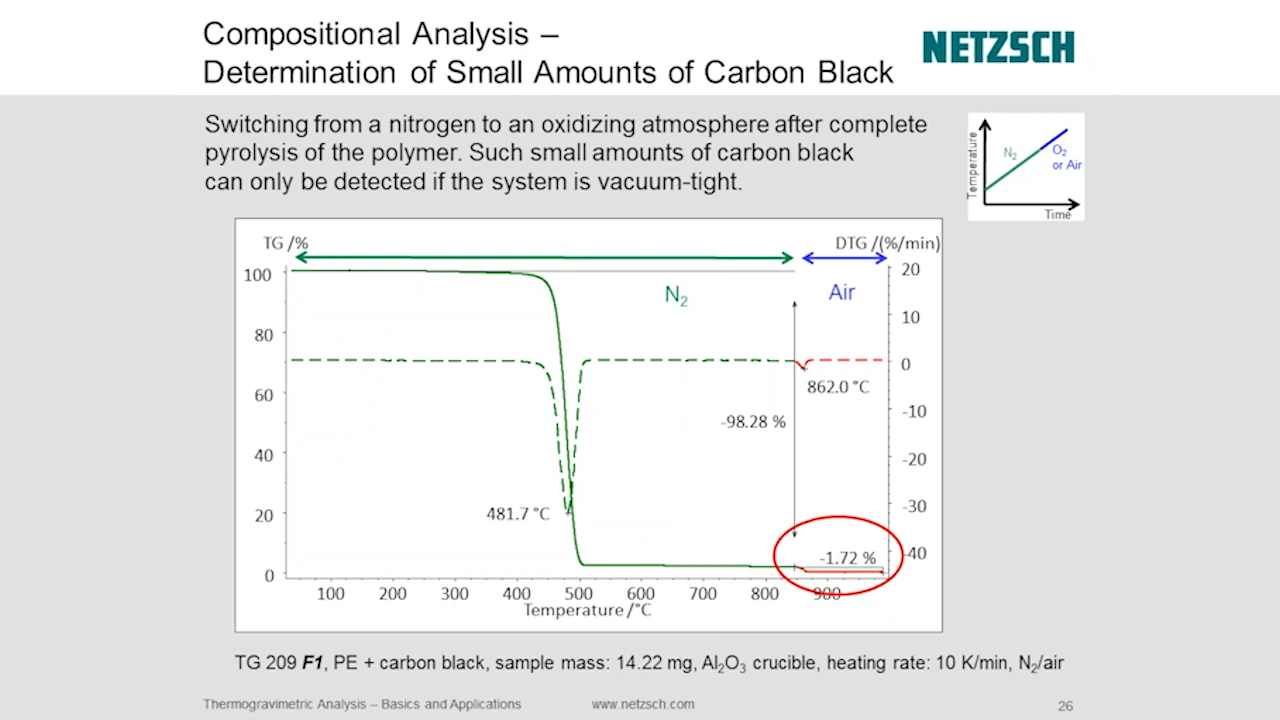 Compositional Analysis –
Determination of Small Amounts of Carbon Black
NETZSCH
Switching from a nitrogen to an oxidizing atmosphere after complete
pyrolysis of the polymer. Such small amounts of carbon black
can only be detected if the system is vacuum-tight.
Temperature
N₂
O₂
or Air
Time
TG /%
DTG /(%/min)
N₂
Air
100
80
60
40
20
0
20
10
0
-10
-20
-30
-40
862.0 °C
-98.28 %
481.7 °C
-1.72 %
100 200 300 400 500 600 700 800 900
Temperature /°C
TG 209 F1, PE + carbon black, sample mass: 14.22 mg, Al₂O₃ crucible, heating rate: 10 K/min, N₂/air
Thermogravimetric Analysis – Basics and Applications www.netzsch.com 26